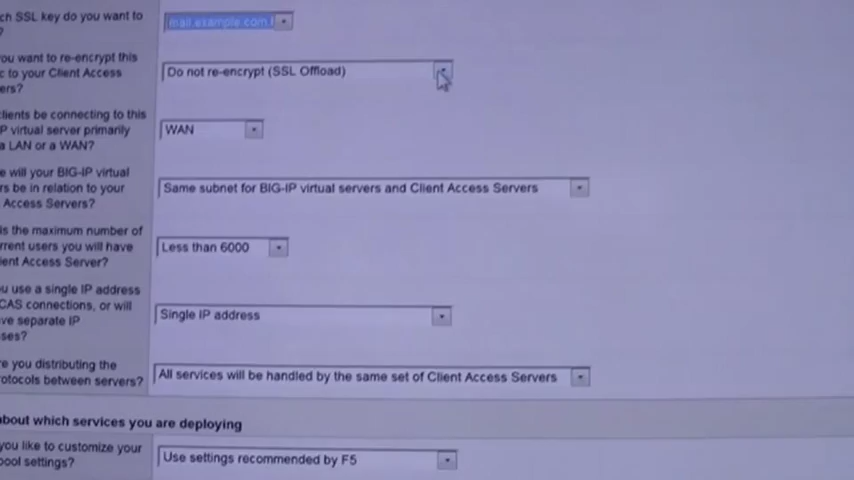 ch SSL key do you want to
?
mail.example.com.
you want to re-encrypt this
c to your Client Access
ers?
Do not re-encrypt (SSL Offload)
lients be connecting to this
P virtual server primarily
a LAN or a WAN?
WAN
e will your BIG-IP virtual
rs be in relation to your
Access Servers?
Same subnet for BIG-IP virtual servers and Client Access Servers
is the maximum number of
rrent users you will have
ient Access Server?
Less than 6000
u use a single IP address
CAS connections, or will
ve separate IP
sses?
Single IP address
re you distributing the
otocols between servers?
All services will be handled by the same set of Client Access Servers
about which services you are deploying
you like to customize your
pool settings?
Use settings recommended by F5